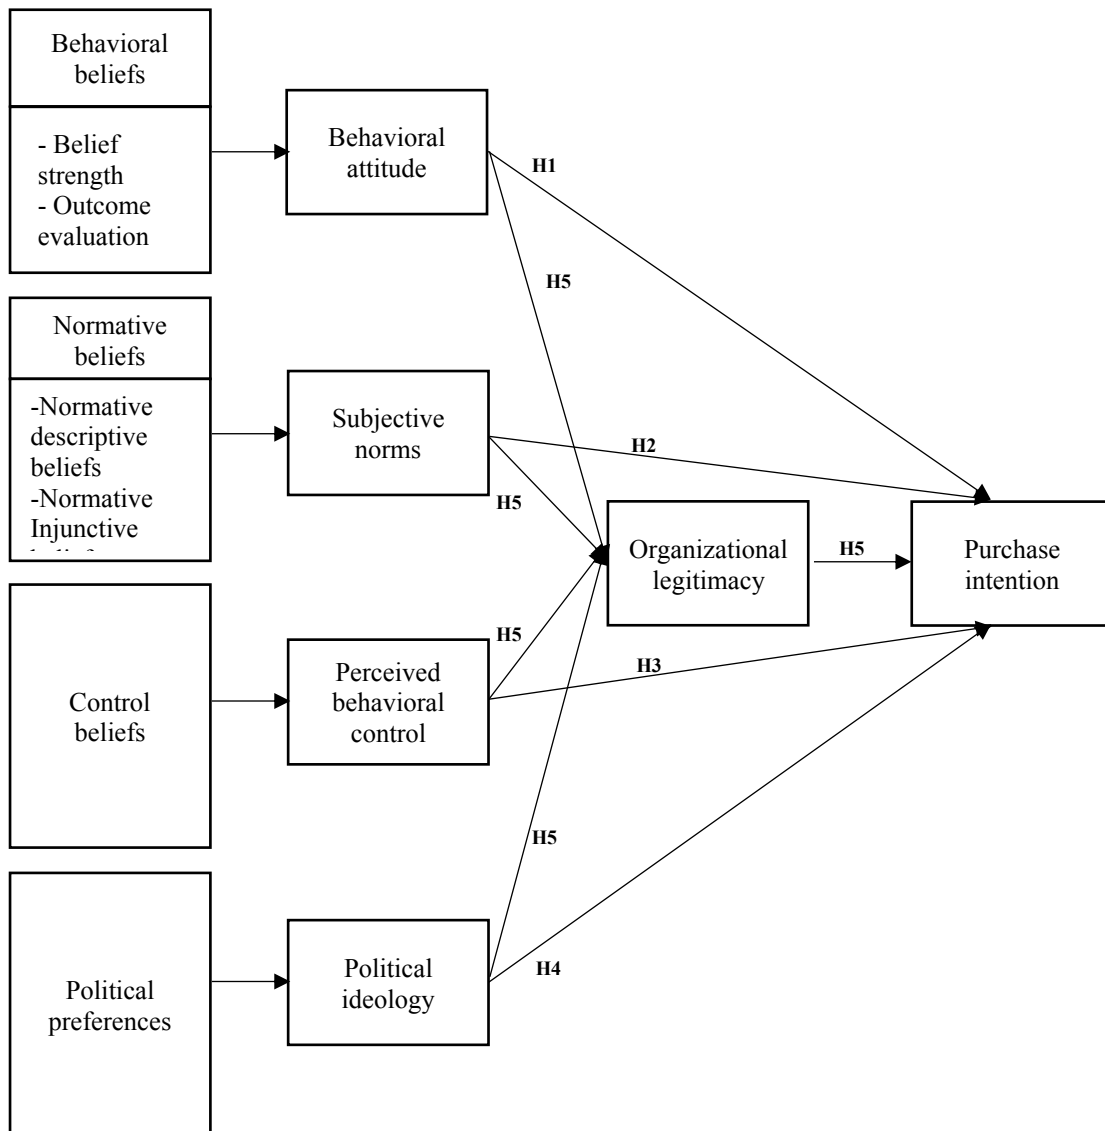 Behavioral
beliefs
- Belief
strength
- Outcome
evaluation
Behavioral
attitude
H1
H5
Normative
beliefs
-Normative
descriptive
beliefs
-Normative
Injunctive
Subjective
norms
H2
H5
Organizational
legitimacy
H5
Purchase
intention
Control
beliefs
Perceived
behavioral
control
H5
H3
Political
preferences
Political
ideology
H5
H4